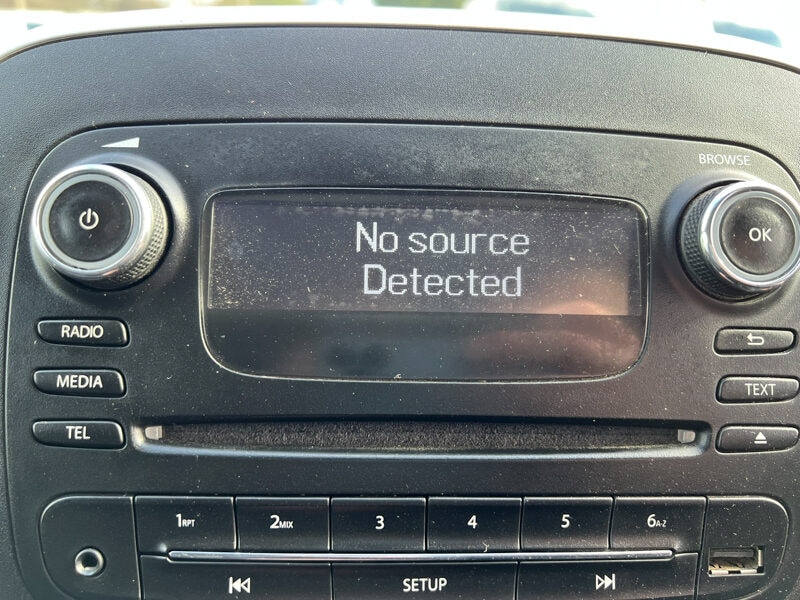 BROWSE
No source
Detected
OK
RADIO
MEDIA
TEXT
TEL
1RPT 2MIX 3 4 5 6A-Z
SETUP